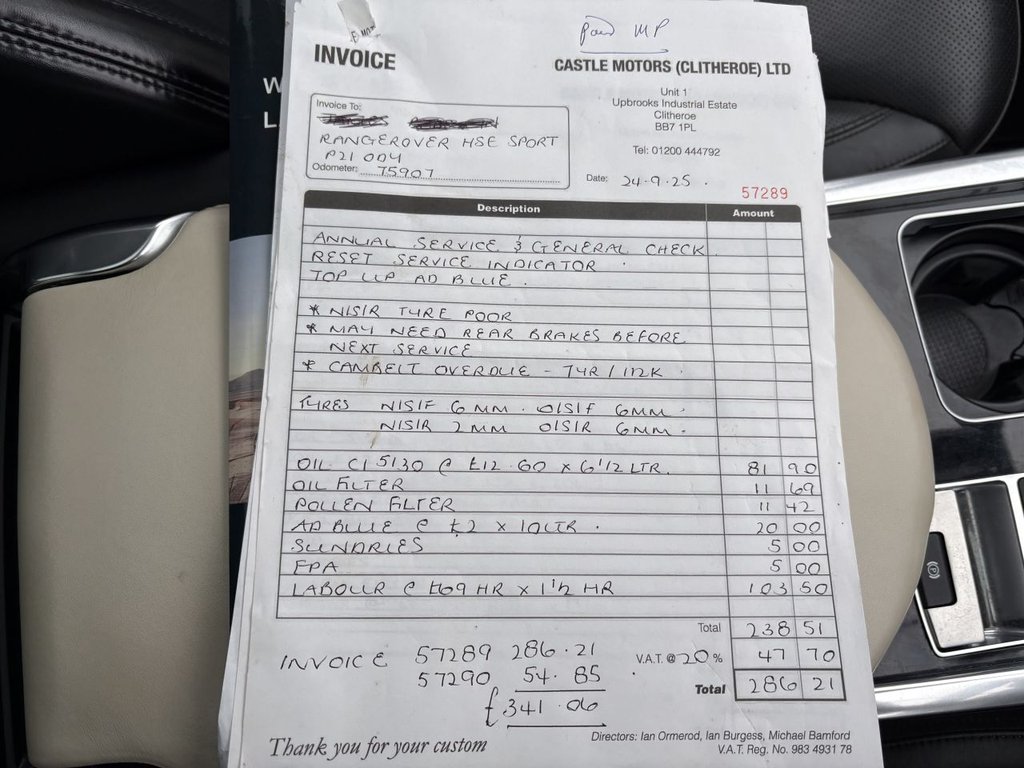 Paid MP
INVOICE
CASTLE MOTORS (CLITHEROE) LTD
Unit 1
Upbrooks Industrial Estate
Clitheroe
BB7 1PL
Tel: 01200 444792
Invoice To:
RANGEROVER HSE SPORT
P21 004
Odometer: 75907
Date: 24.9.25.
57289
Description Amount
ANNUAL SERVICE & GENERAL CHECK.
RESET SERVICE INDICATOR.
TOP UP AD BLUE.
* N/S/R TYRE POOR
* MAY NEED REAR BRAKES BEFORE
NEXT SERVICE
* CAMBELT OVERDUE - 7YR/112K.
TYRES N/S/F 6MM. O/S/F 6MM.
N/S/R 2MM O/S/R 6MM.
OIL C1 5/30 @ £12.60 x 6 1/2 LTR. 81 90
OIL FILTER 11 69
POLLEN FILTER 11 42
AD BLUE @ £2 x 10LTR. 20 00
SUNDRIES 5 00
EPA 5 00
LABOUR @ £69 HR x 1 1/2 HR 103 50
Total 238 51
V.A.T. @ 20 % 47 70
Total 286 21
INVOICE 57289 286.21
57290 54.85
£341.06
Thank you for your custom
Directors: Ian Ormerod, Ian Burgess, Michael Bamford
V.A.T. Reg. No. 983 4931 78
W
L
P